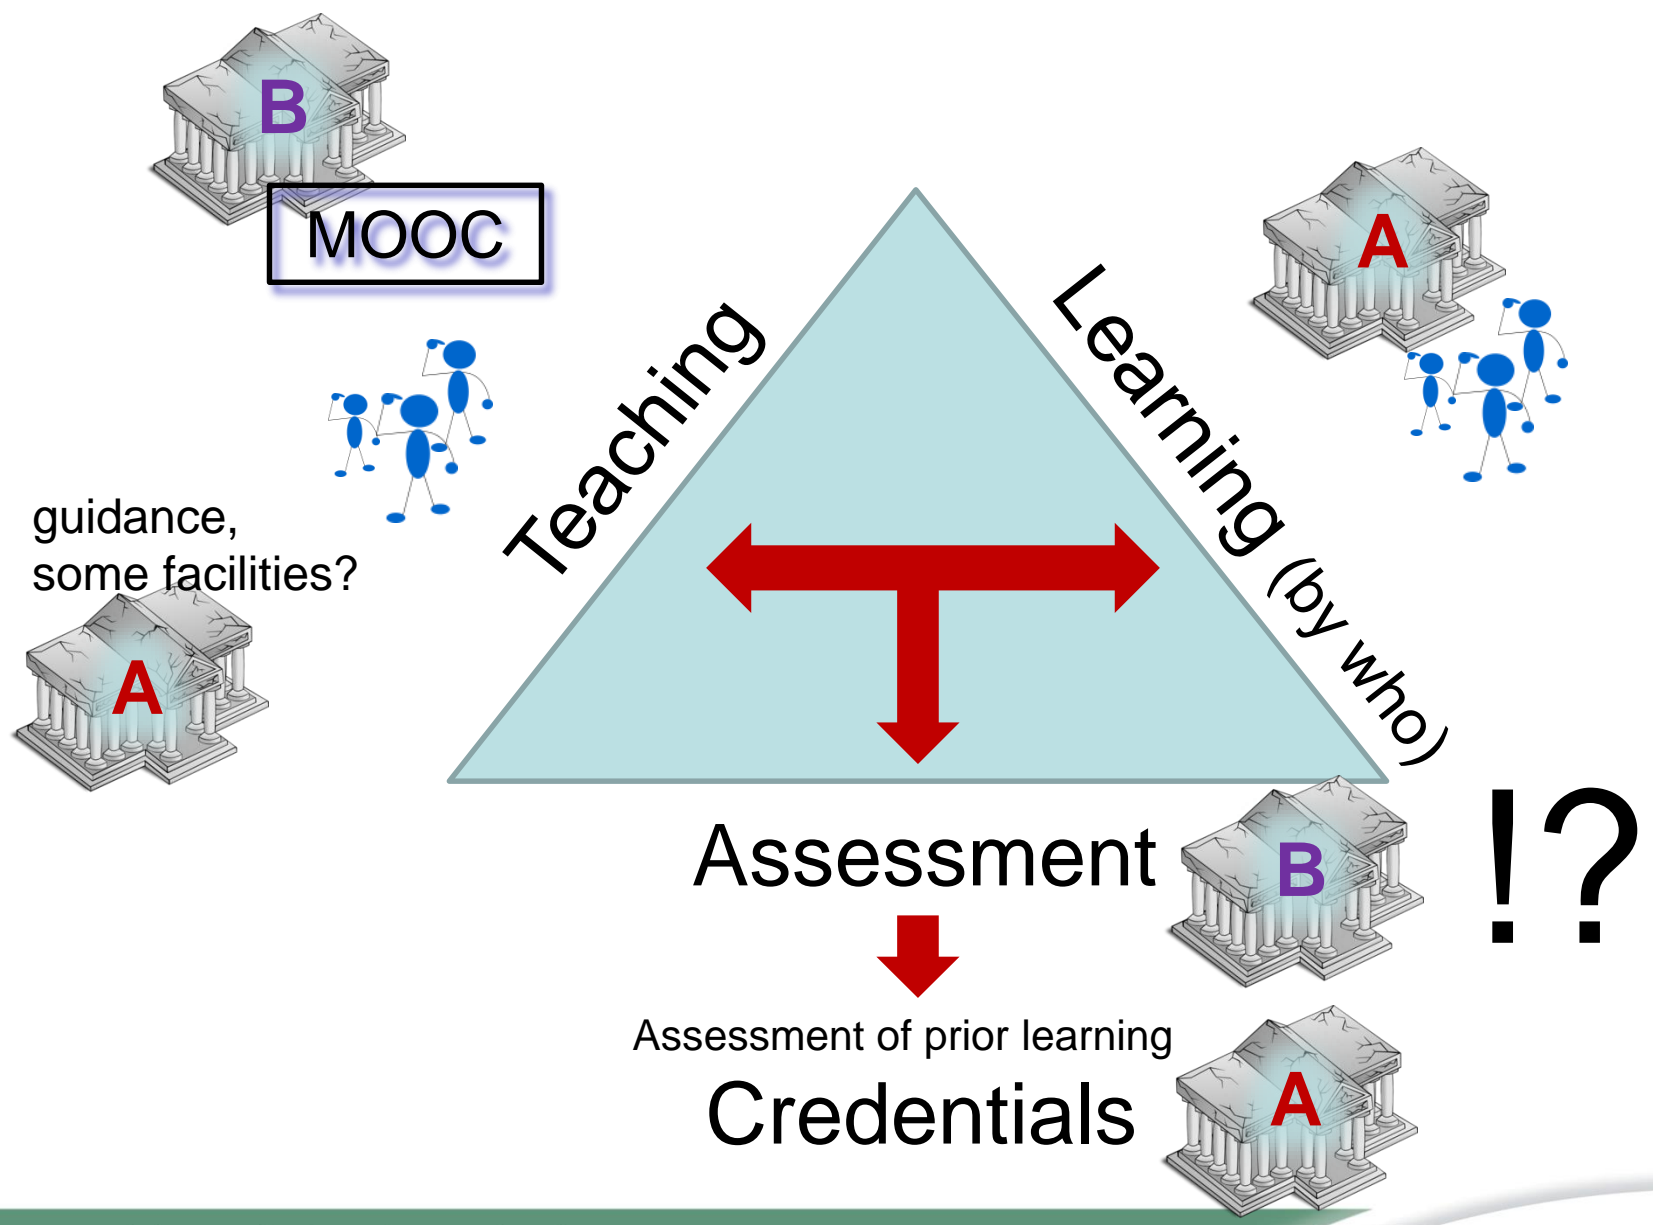 B
MOOC
A
Teaching
Learning (by who)
guidance,
some facilities?
A
Assessment
B
!?
Assessment of prior learning
Credentials
A